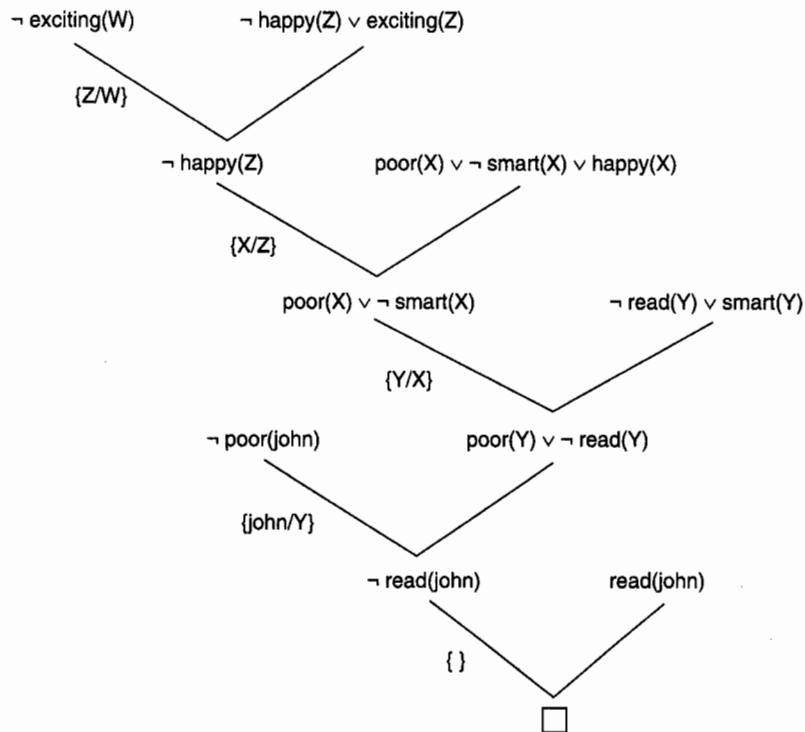 ¬ exciting(W) ¬ happy(Z) ∨ exciting(Z)
{Z/W}
¬ happy(Z) poor(X) ∨ ¬ smart(X) ∨ happy(X)
{X/Z}
poor(X) ∨ ¬ smart(X) ¬ read(Y) ∨ smart(Y)
{Y/X}
¬ poor(john) poor(Y) ∨ ¬ read(Y)
{john/Y}
¬ read(john) read(john)
{ }